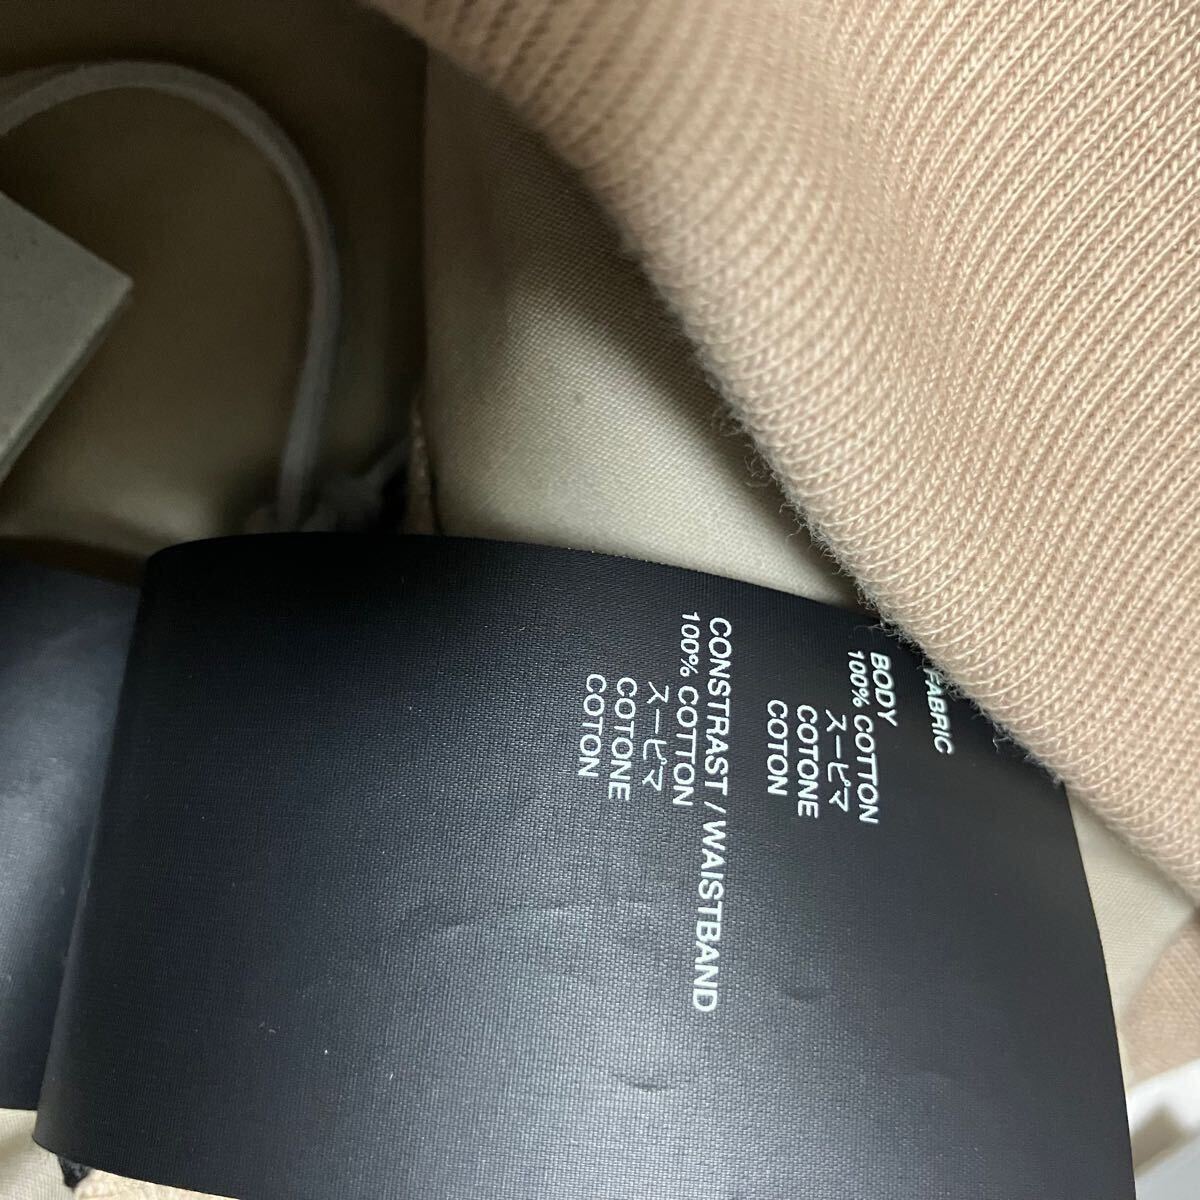 FABRIC
BODY
100% COTTON
スーピマ
COTONE
COTON
CONSTRAST / WAISTBAND
100% COTTON
スーピマ
COTONE
COTON